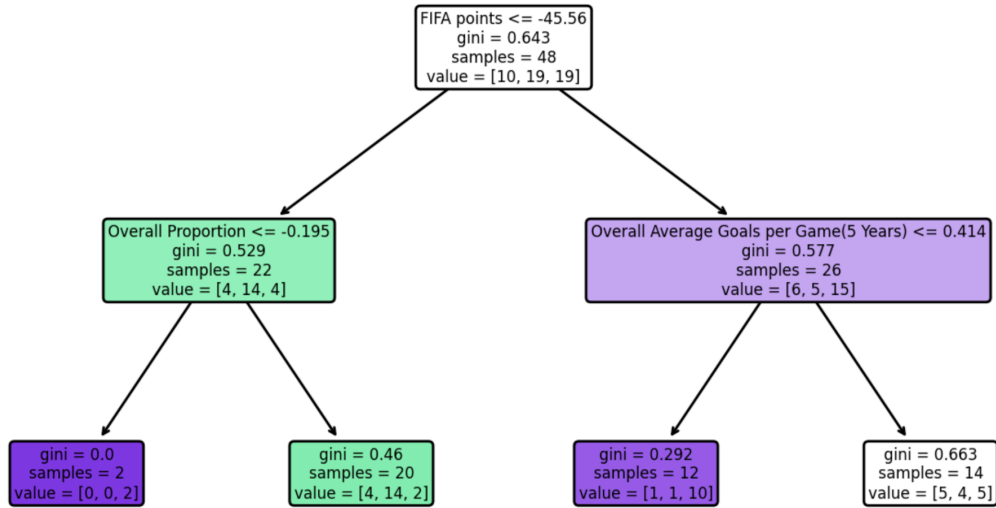 FIFA points <= -45.56
gini = 0.643
samples = 48
value = [10, 19, 19]
Overall Proportion <= -0.195
gini = 0.529
samples = 22
value = [4, 14, 4]
Overall Average Goals per Game(5 Years) <= 0.414
gini = 0.577
samples = 26
value = [6, 5, 15]
gini = 0.0
samples = 2
value = [0, 0, 2]
gini = 0.46
samples = 20
value = [4, 14, 2]
gini = 0.292
samples = 12
value = [1, 1, 10]
gini = 0.663
samples = 14
value = [5, 4, 5]